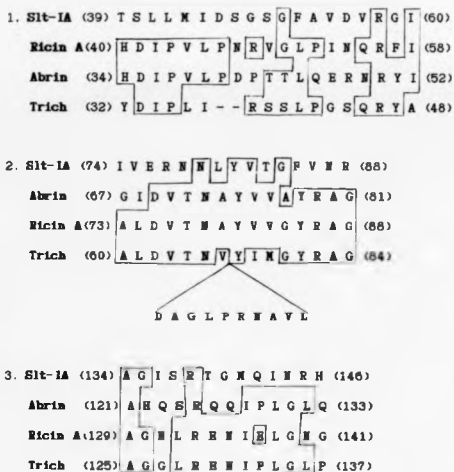 1. Slt-IA (39) T S L L M I D S G S G F A V D V R G I (60)
Ricin A(40) H D I P V L P N R V G L P I N Q R F I (58)
Abrin (34) H D I P V L P D P T T L Q E R N R Y I (52)
Trich (32) Y D I P L I - - R S S L P G S Q R Y A (48)
2. Slt-IA (74) I V E R N N L Y V T G F V N R (88)
Abrin (67) G I D V T N A Y V V A Y R A G (81)
Ricin A(73) A L D V T N A Y V V G Y R A G (88)
Trich (60) A L D V T N V Y I M G Y R A G (84)
D A G L P R N A V L
3. Slt-IA (134) A G I S R T G M Q I N R H (146)
Abrin (121) A H Q S R Q Q I P L G L Q (133)
Ricin A(129) A G N L R E N I E L G N G (141)
Trich (125) A G G L R E N I P L G L P (137)